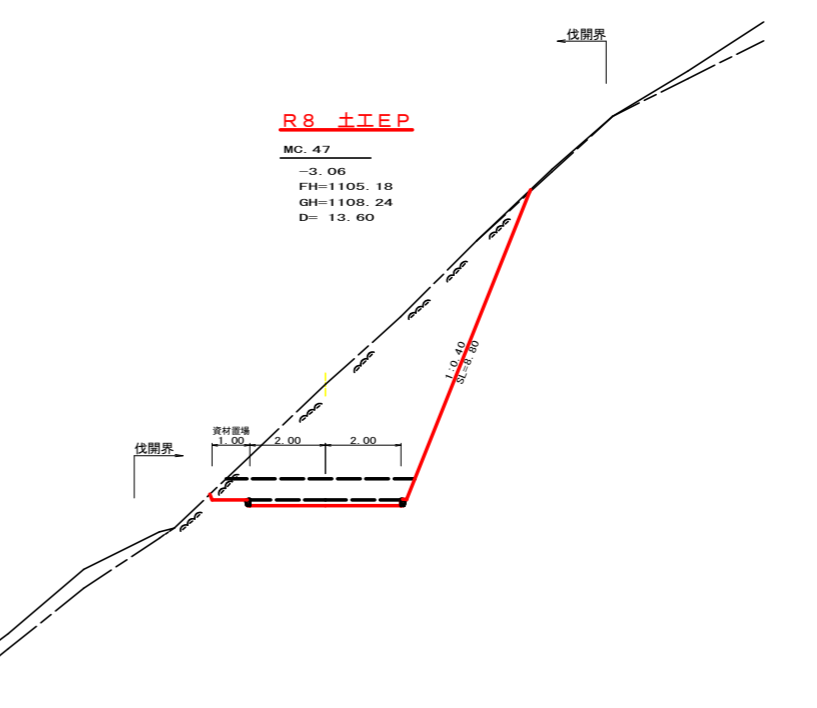 伐開界
R8 土工EP
MC. 47
-3. 06
FH=1105. 18
GH=1108. 24
D= 13. 60
1:0. 40
SL=8. 80
資材置場
1. 00 2. 00 2. 00
伐開界